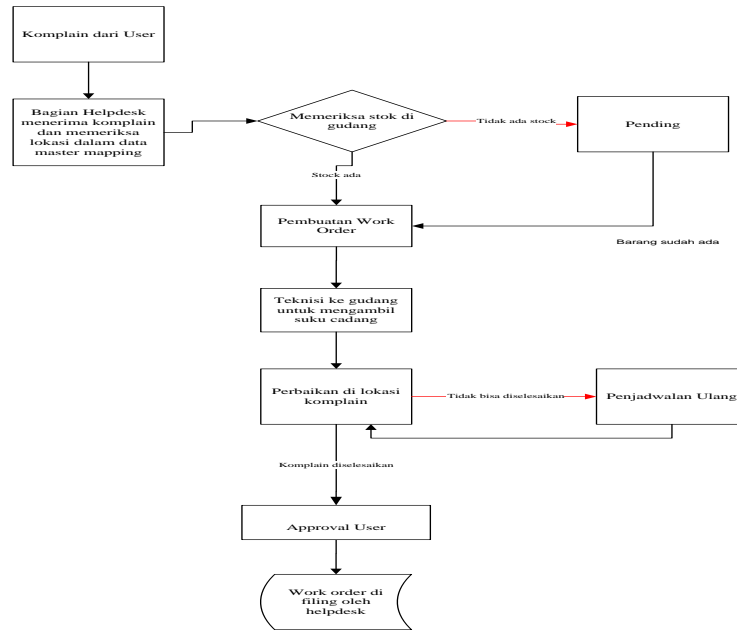 Komplain dari User
Bagian Helpdesk
menerima komplain
dan memeriksa
lokasi dalam data
master mapping
Memeriksa stok di
gudang
Tidak ada stock
Pending
Stock ada
Pembuatan Work
Order
Barang sudah ada
Teknisi ke gudang
untuk mengambil
suku cadang
Perbaikan di lokasi
komplain
Tidak bisa diselesaikan
Penjadwalan Ulang
Komplain diselesaikan
Approval User
Work order di
filing oleh
helpdesk